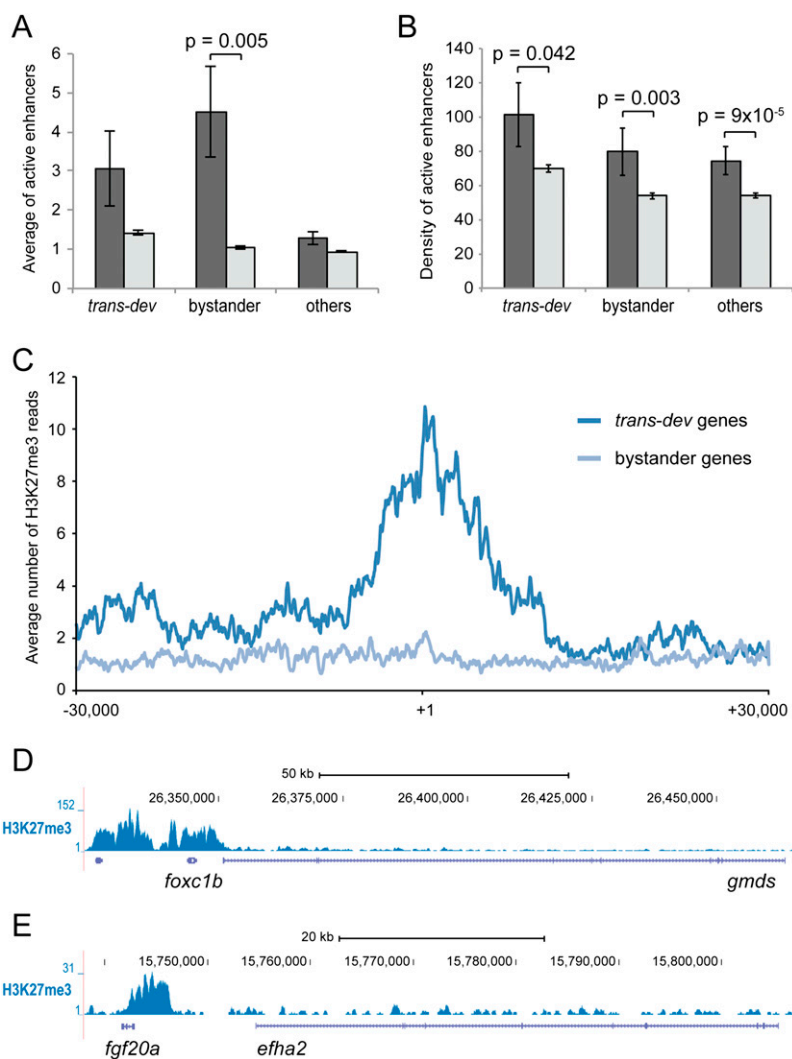 A
Average of active enhancers
6
5
4
3
2
1
0
p = 0.005
trans-dev bystander others
B
Density of active enhancers
140
120
100
80
60
40
20
0
p = 0.042
p = 0.003
p = 9x10-5
trans-dev bystander others
C
Average number of H3K27me3 reads
12
10
8
6
4
2
0
trans-dev genes
bystander genes
-30,000 +1 +30,000
D
50 kb
26,350,000 26,375,000 26,400,000 26,425,000 26,450,000
152
H3K27me3
1
foxc1b gmds
E
20 kb
15,750,000 15,760,000 15,770,000 15,780,000 15,790,000 15,800,000
31
H3K27me3
1
fgf20a efha2